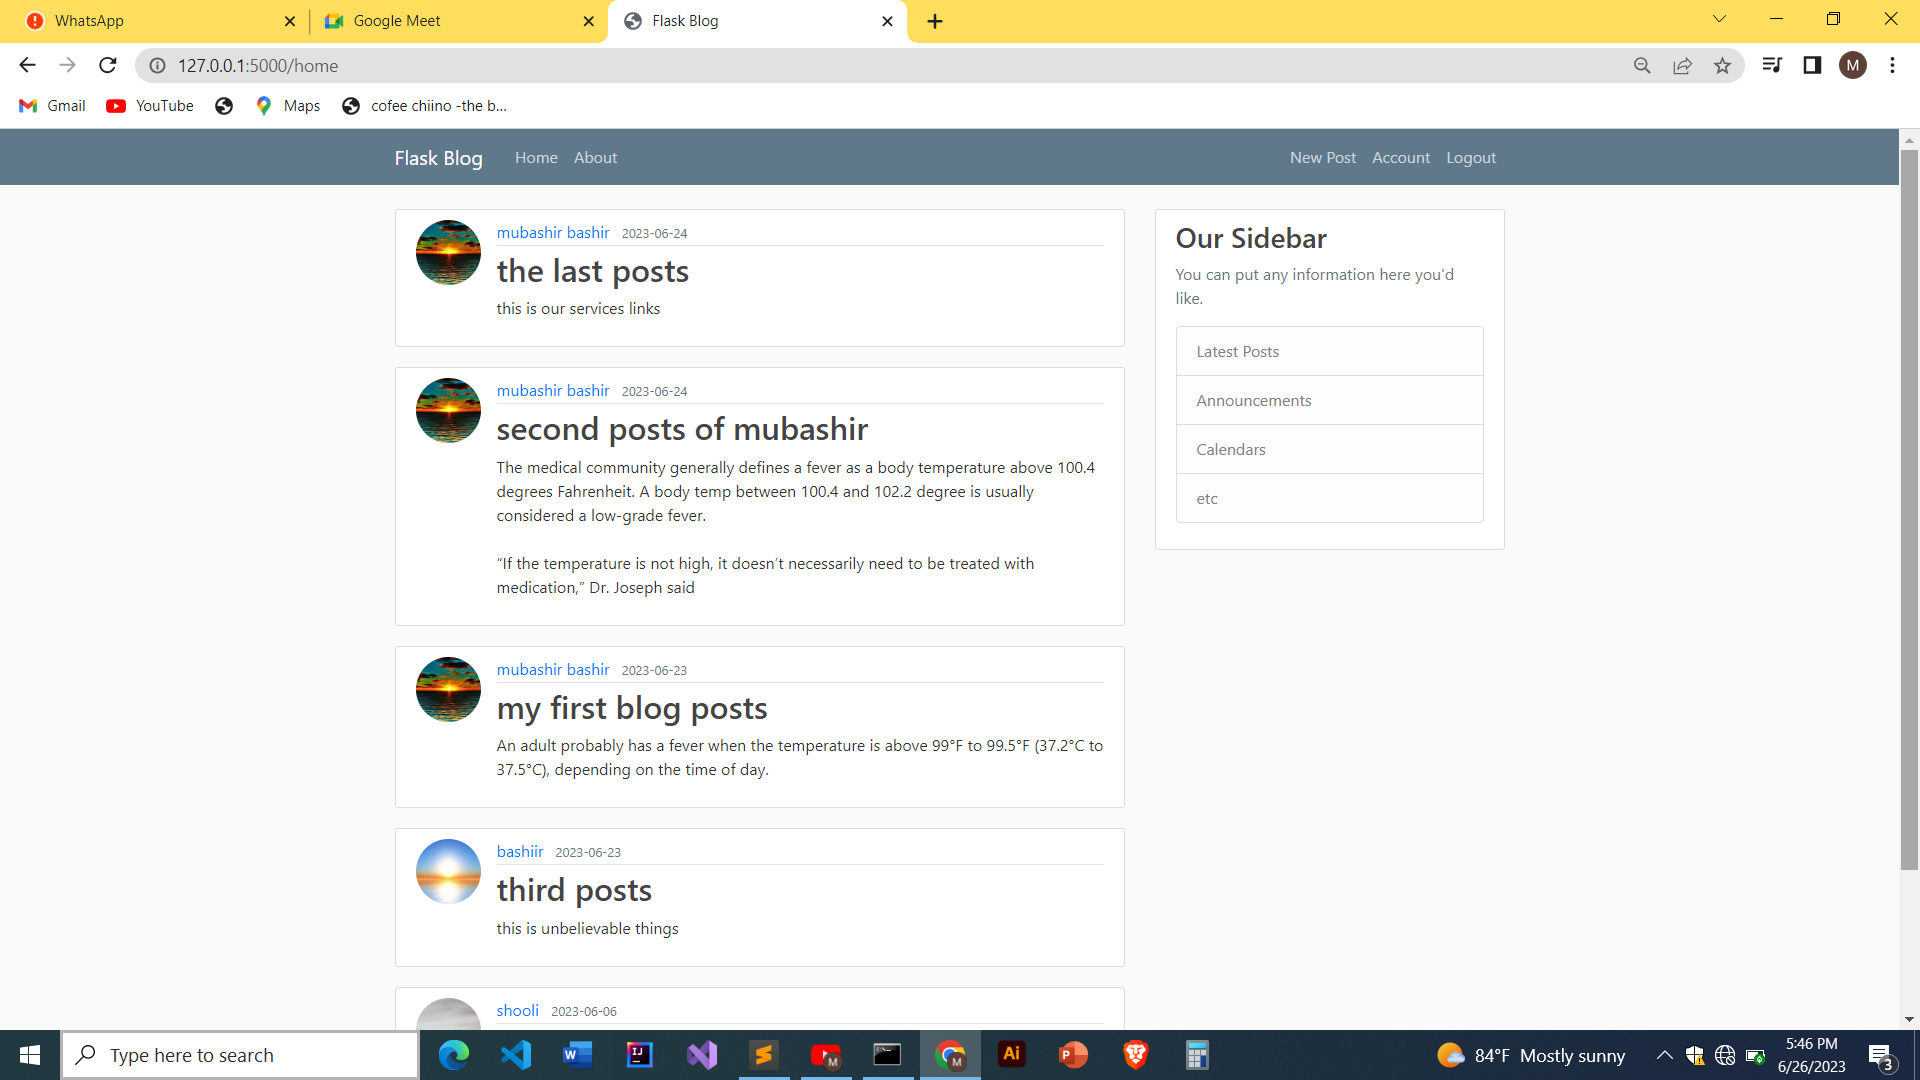 WhatsApp
Google Meet
Flask Blog
127.0.0.1:5000/home
M
Gmail
YouTube
Maps
cofee chiino -the b...
Flask Blog
Home
About
New Post
Account
Logout
mubashir bashir 2023-06-24
the last posts
this is our services links
mubashir bashir 2023-06-24
second posts of mubashir
The medical community generally defines a fever as a body temperature above 100.4
degrees Fahrenheit. A body temp between 100.4 and 102.2 degree is usually
considered a low-grade fever.
“If the temperature is not high, it doesn’t necessarily need to be treated with
medication,” Dr. Joseph said
mubashir bashir 2023-06-23
my first blog posts
An adult probably has a fever when the temperature is above 99°F to 99.5°F (37.2°C to
37.5°C), depending on the time of day.
bashiir 2023-06-23
third posts
this is unbelievable things
shooli 2023-06-06
Our Sidebar
You can put any information here you'd
like.
Latest Posts
Announcements
Calendars
etc
Type here to search
W
IJ
M
M
Ai
P
84°F Mostly sunny
5:46 PM
6/26/2023
3